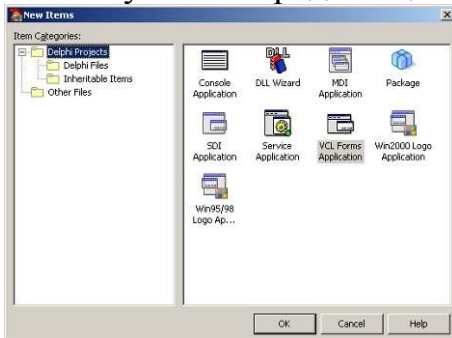 New Items
Item Categories:
Delphi Projects
Delphi Files
Inheritable Items
Other Files
Console Application
DLL Wizard
MDI Application
Package
SDI Application
Service Application
VCL Forms Application
Win2000 Logo Application
Win95/98 Logo Ap...
OK
Cancel
Help